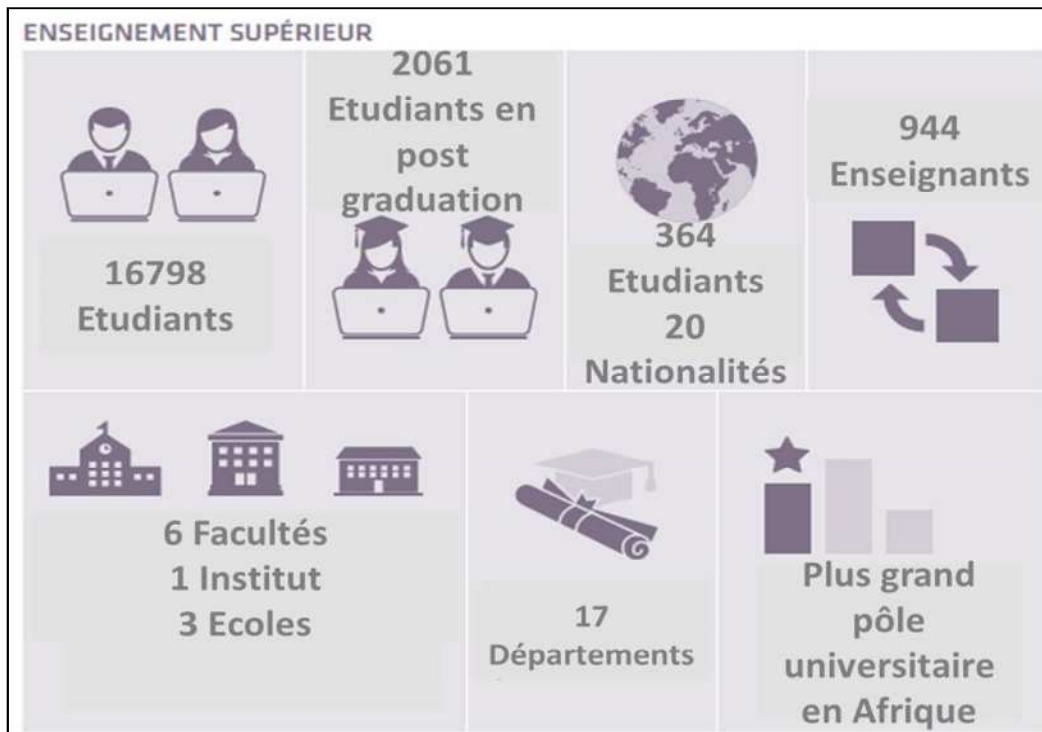 ENSEIGNEMENT SUPÉRIEUR
16798
Etudiants
2061
Etudiants en
post
graduation
364
Etudiants
20
Nationalités
944
Enseignants
6 Facultés
1 Institut
3 Ecoles
17
Départements
Plus grand
pôle
universitaire
en Afrique